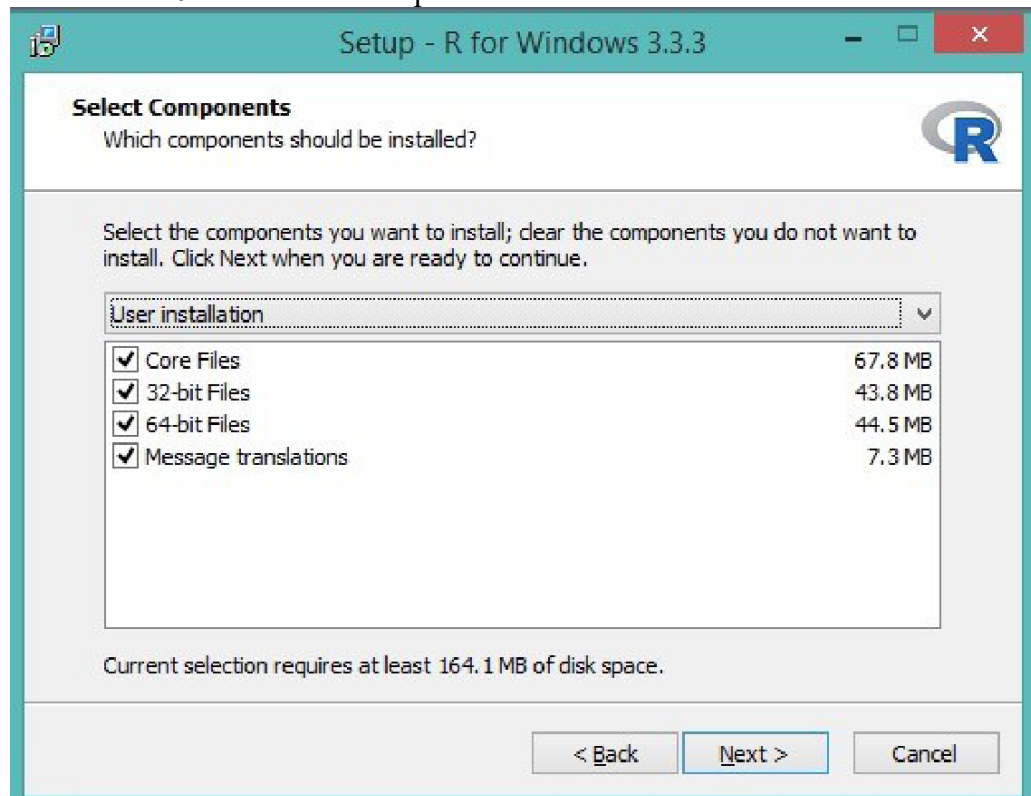 Setup - R for Windows 3.3.3
Select Components
Which components should be installed?
R
Select the components you want to install; clear the components you do not want to
install. Click Next when you are ready to continue.
User installation
Core Files 67.8 MB
32-bit Files 43.8 MB
64-bit Files 44.5 MB
Message translations 7.3 MB
Current selection requires at least 164.1 MB of disk space.
< Back Next > Cancel